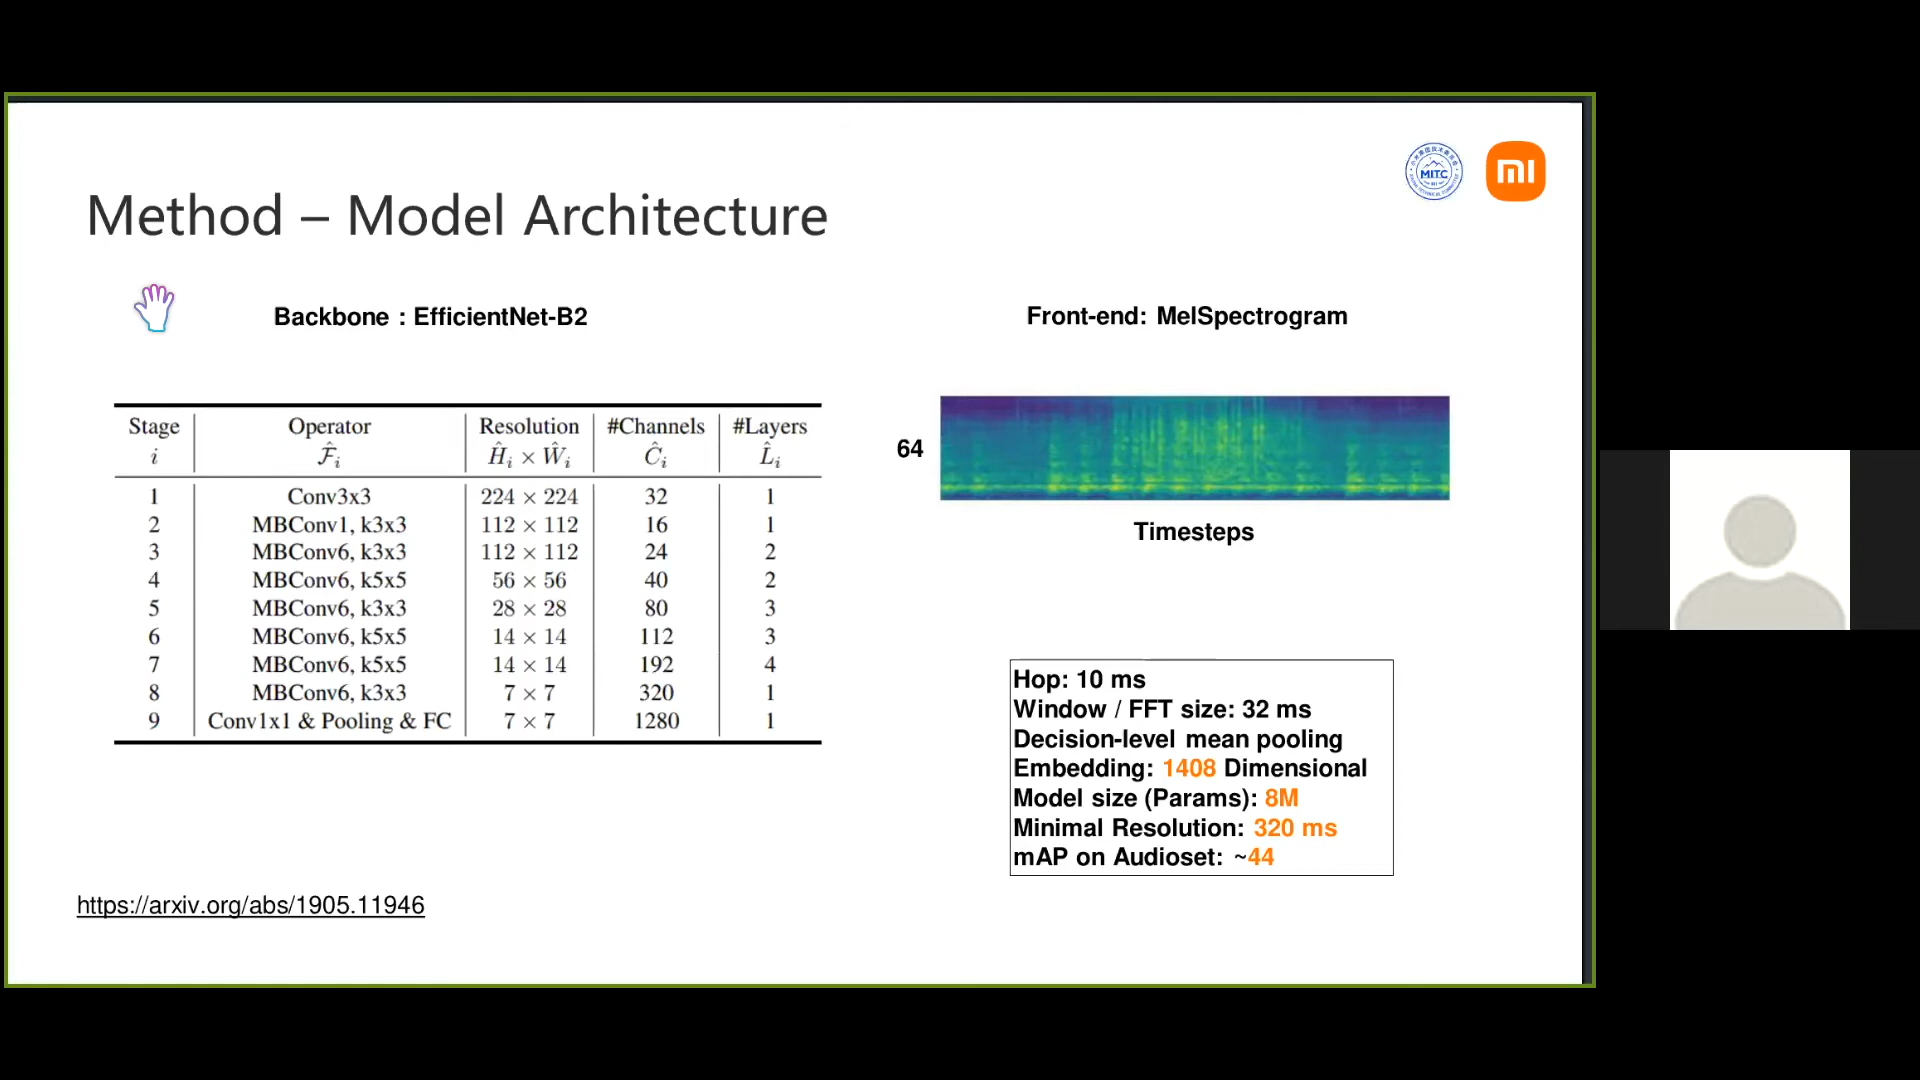 MITC
Method – Model Architecture
Backbone : EfficientNet-B2
Front-end: MelSpectrogram
Stage Operator Resolution #Channels #Layers
i F̂i Ĥi × Ŵi Ĉi L̂i
1 Conv3x3 224 × 224 32 1
2 MBConv1, k3x3 112 × 112 16 1
3 MBConv6, k3x3 112 × 112 24 2
4 MBConv6, k5x5 56 × 56 40 2
5 MBConv6, k3x3 28 × 28 80 3
6 MBConv6, k5x5 14 × 14 112 3
7 MBConv6, k5x5 14 × 14 192 4
8 MBConv6, k3x3 7 × 7 320 1
9 Conv1x1 & Pooling & FC 7 × 7 1280 1
64
Timesteps
Hop: 10 ms
Window / FFT size: 32 ms
Decision-level mean pooling
Embedding: 1408 Dimensional
Model size (Params): 8M
Minimal Resolution: 320 ms
mAP on Audioset: ~44
https://arxiv.org/abs/1905.11946